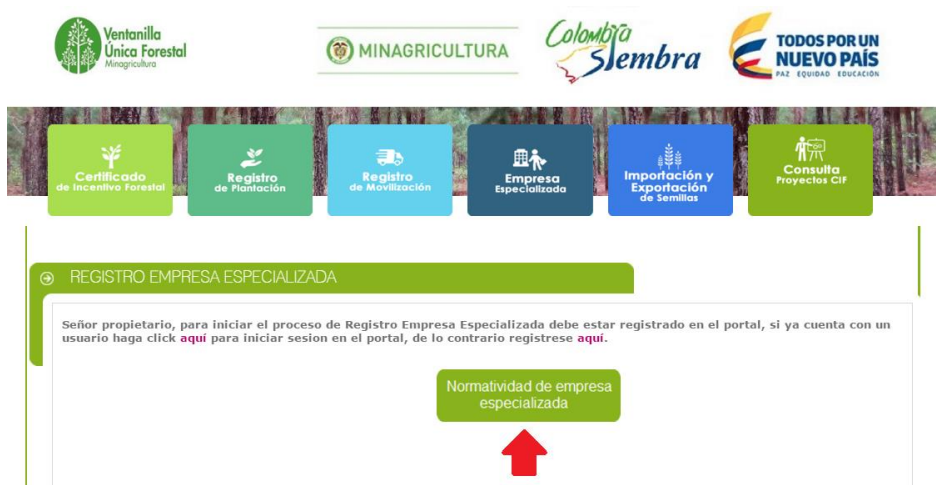 Ventanilla
Única Forestal
Minagricultura
MINAGRICULTURA
Colombia
Siembra
TODOS POR UN
NUEVO PAÍS
PAZ EQUIDAD EDUCACIÓN
Certificado
de Incentivo Forestal
Registro
de Plantación
Registro
de Movilización
Empresa
Especializada
Importación y
Exportación
de Semillas
Consulta
Proyectos CIF
REGISTRO EMPRESA ESPECIALIZADA
Señor propietario, para iniciar el proceso de Registro Empresa Especializada debe estar registrado en el portal, si ya cuenta con un
usuario haga click aquí para iniciar sesion en el portal, de lo contrario registrese aquí.
Normatividad de empresa
especializada